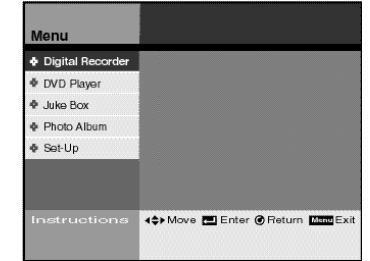 Menu
Digital Recorder
DVD Player
Juke Box
Photo Album
Set-Up
Instructions Move Enter Return Menu Exit